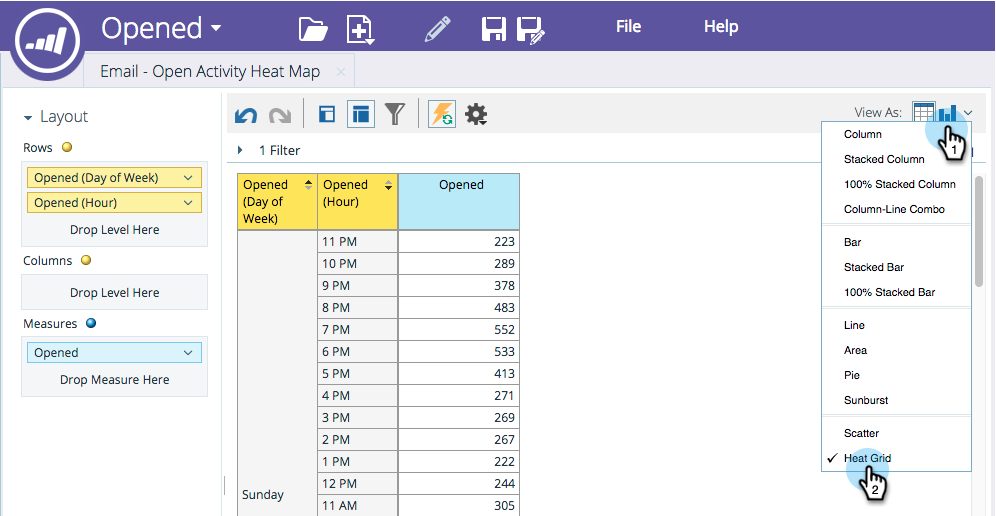 Opened
File
Help
Email - Open Activity Heat Map ×
Layout
View As:
Rows
1 Filter
Opened (Day of Week)
Opened (Hour)
Drop Level Here
Columns
Drop Level Here
Measures
Opened
Drop Measure Here
Opened
(Day of
Week)
Opened
(Hour)
Opened
11 PM 223
10 PM 289
9 PM 378
8 PM 483
7 PM 552
6 PM 533
5 PM 413
4 PM 271
3 PM 269
2 PM 267
1 PM 222
12 PM 244
Sunday
11 AM 305
Column
Stacked Column
100% Stacked Column
Column-Line Combo
Bar
Stacked Bar
100% Stacked Bar
Line
Area
Pie
Sunburst
Scatter
Heat Grid
1
2